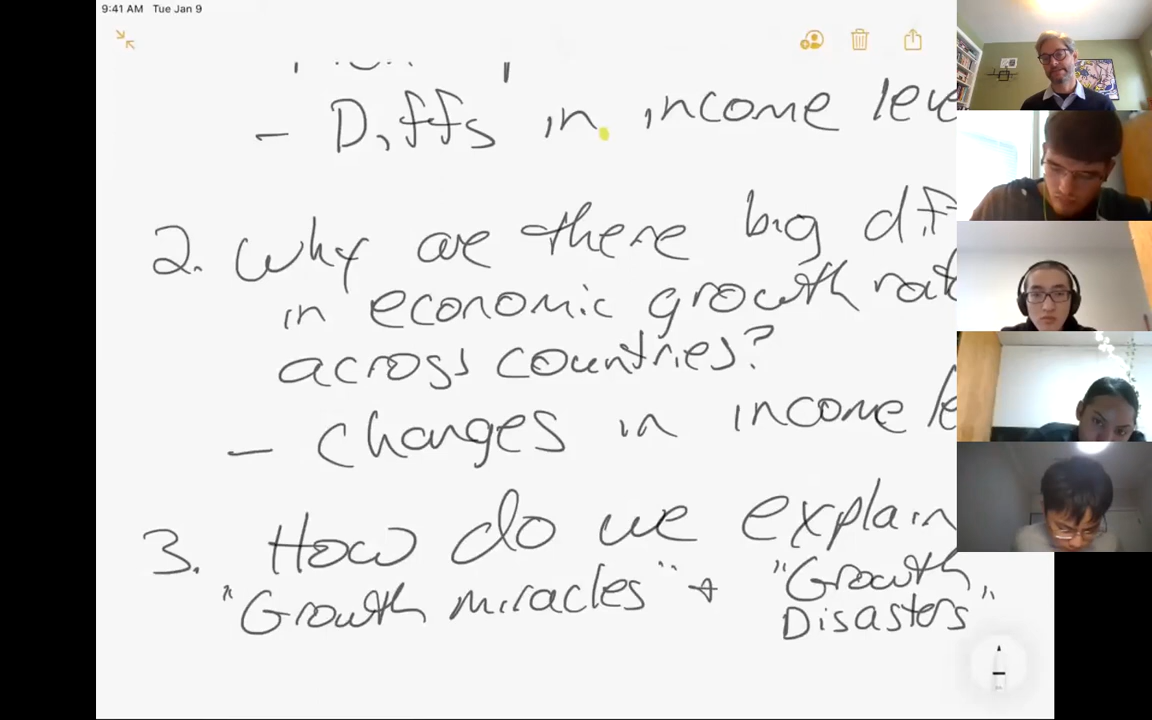 9:41 AM Tue Jan 9
- Diffs in income leve
2. Why are there big dif
in economic growth rat
across countries?
- Changes in income le
3. How do we explain
"Growth miracles" + "Growth
Disasters"